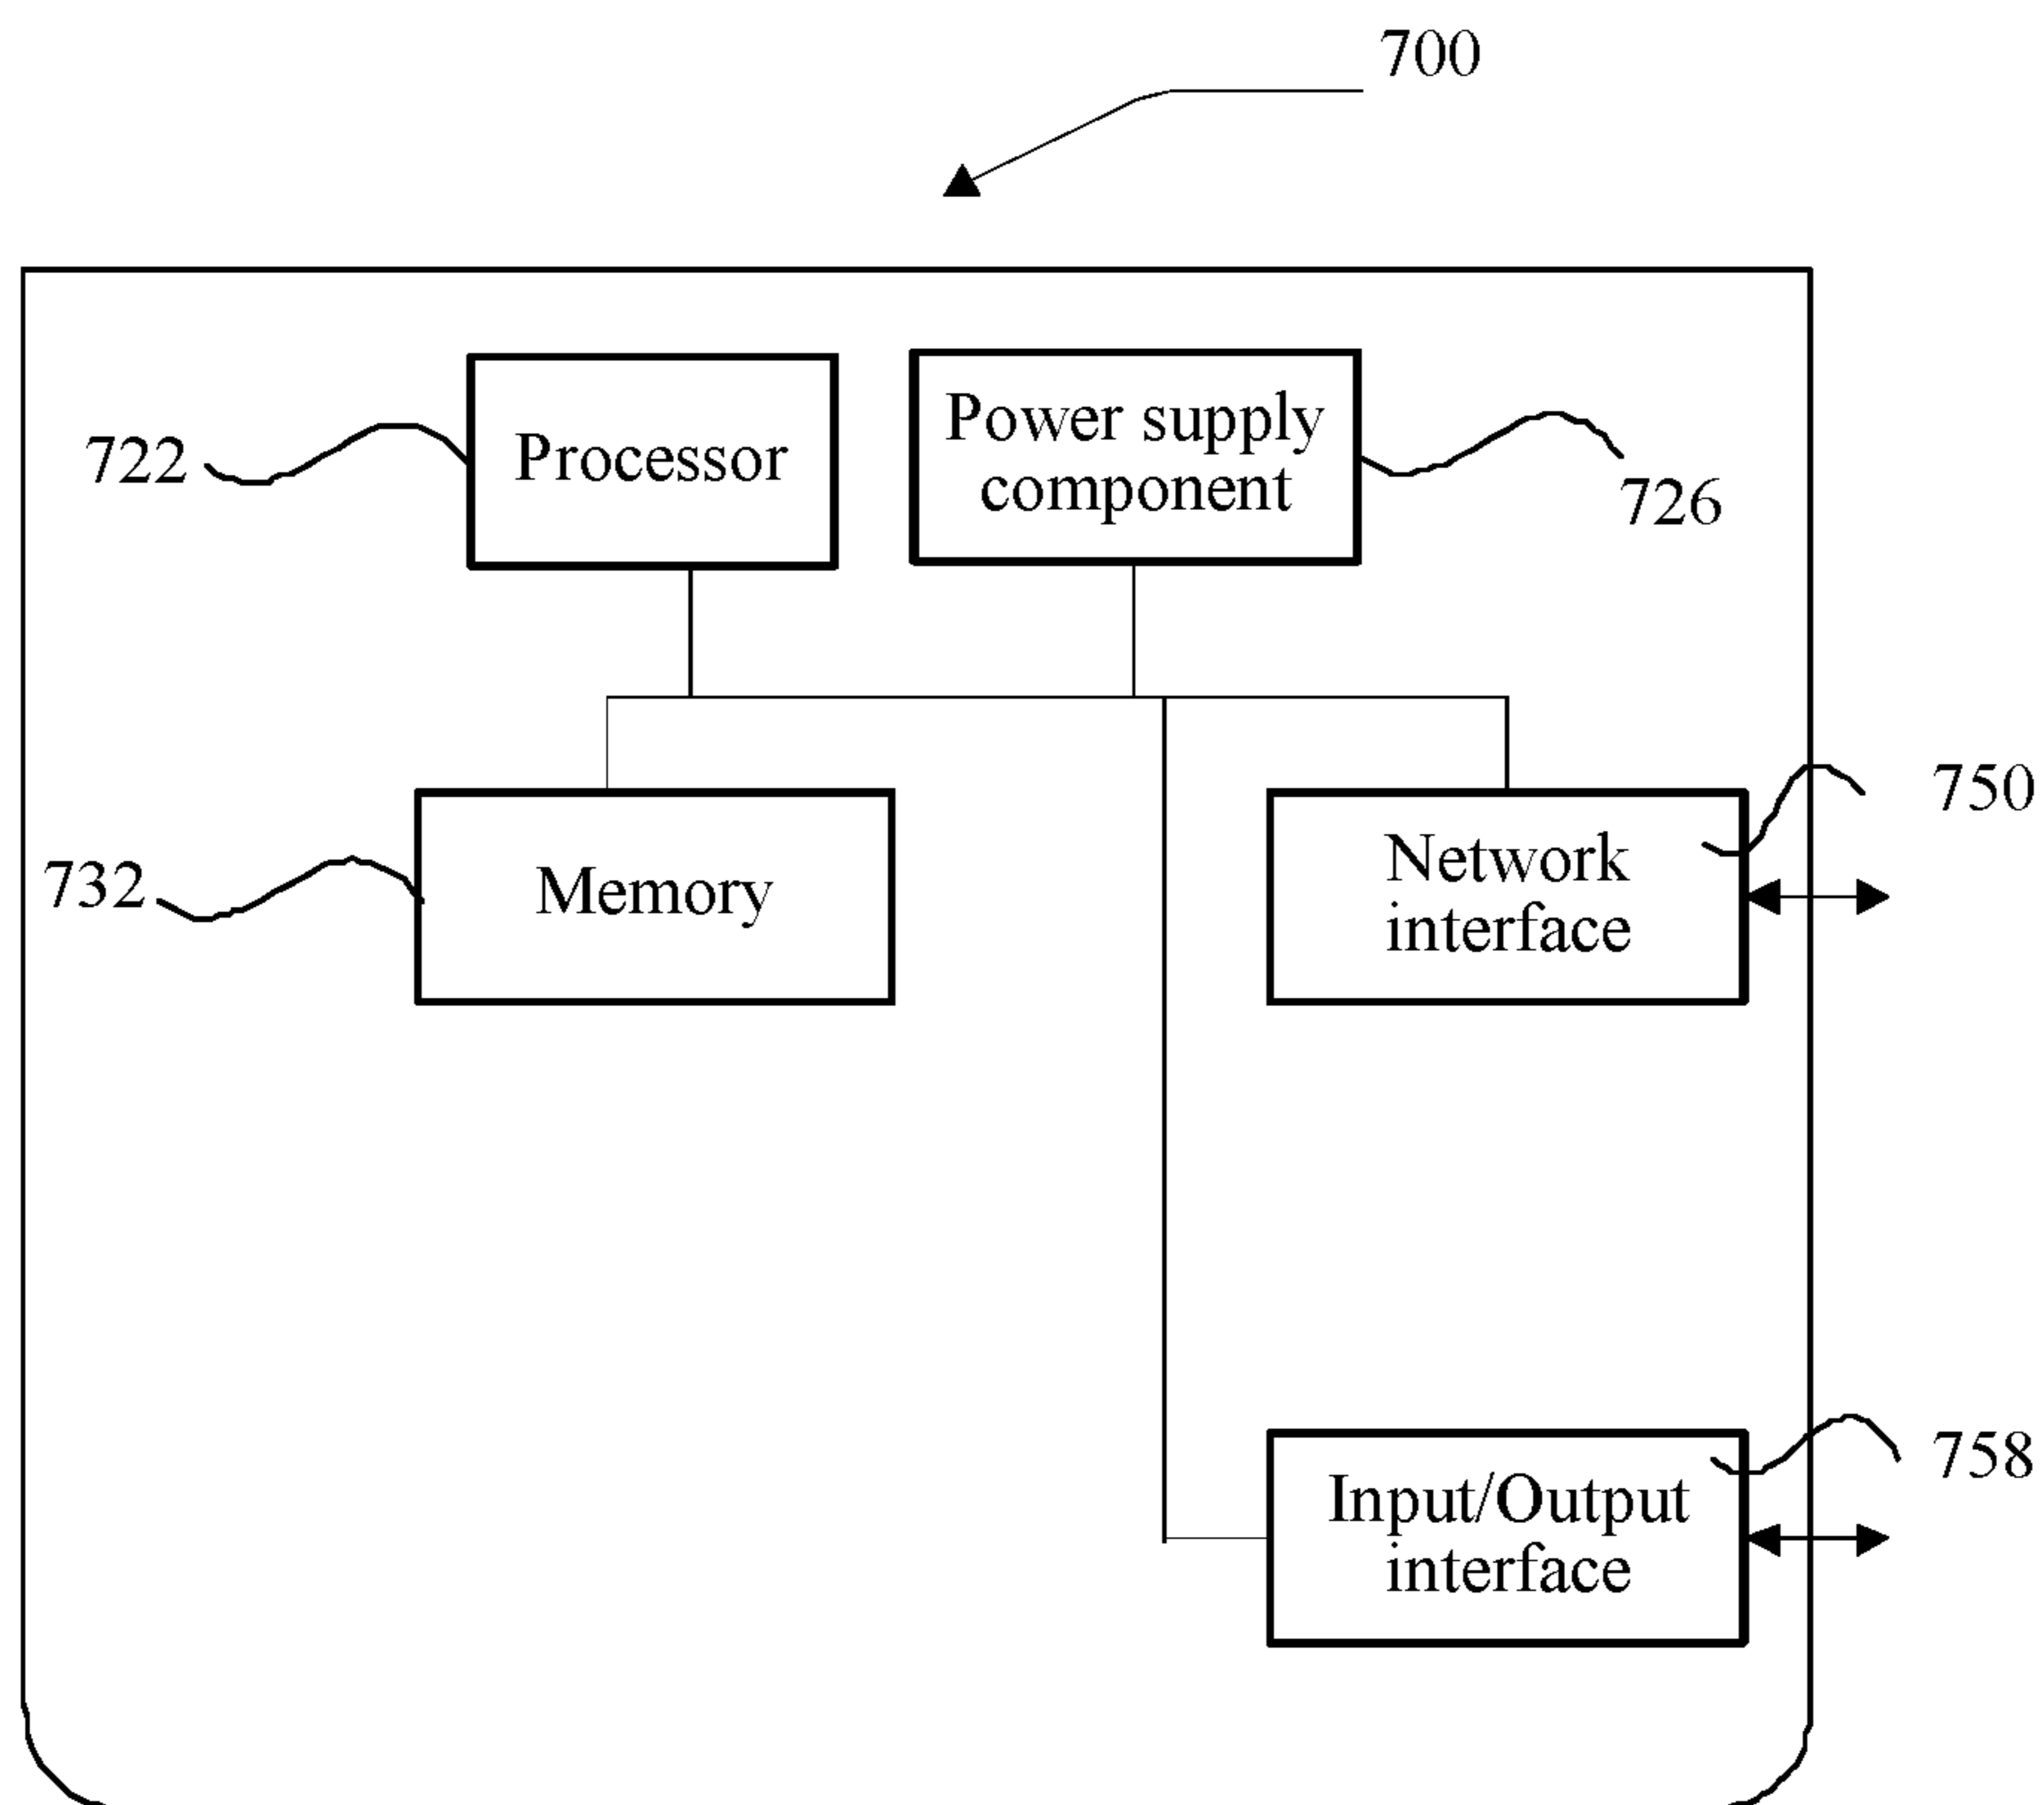 700
722
Processor
Power supply
component
726
732
Memory
Network
interface
750
758
Input/Output
interface